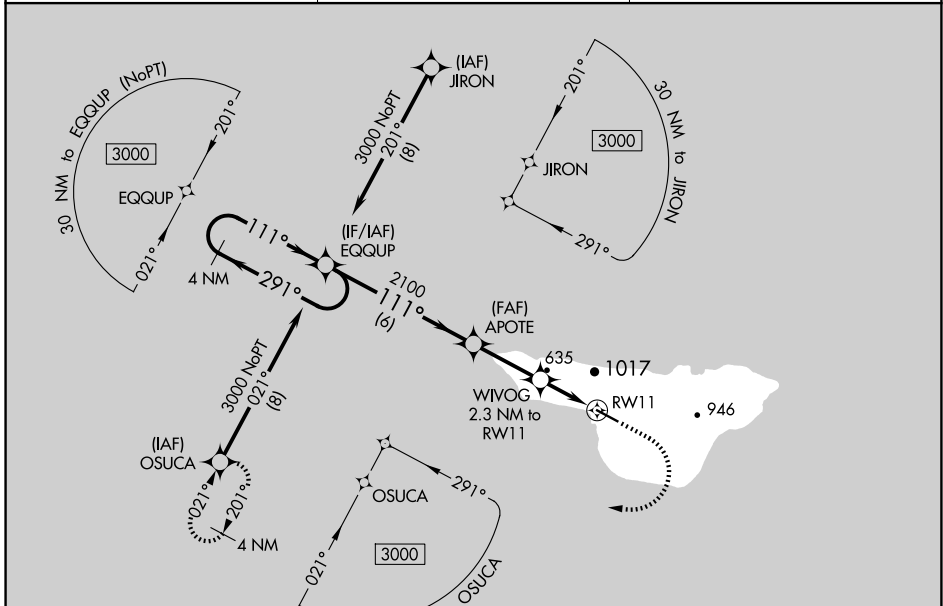 30 NM to EQQUP (NoPT)
201°
3000
EQQUP
021°
(IAF)
JIRON
3000 NoPT
201°
(8)
201°
30 NM to JIRON
3000
JIRON
291°
(IF/IAF)
EQQUP
111°
4 NM
291°
2100
111°
(6)
(FAF)
APOTE
635
1017
WIVOG
2.3 NM to
RW11
RW11
946
3000 NoPT
021°
(8)
(IAF)
OSUCA
021°
201°
4 NM
OSUCA
291°
021°
3000
OSUCA